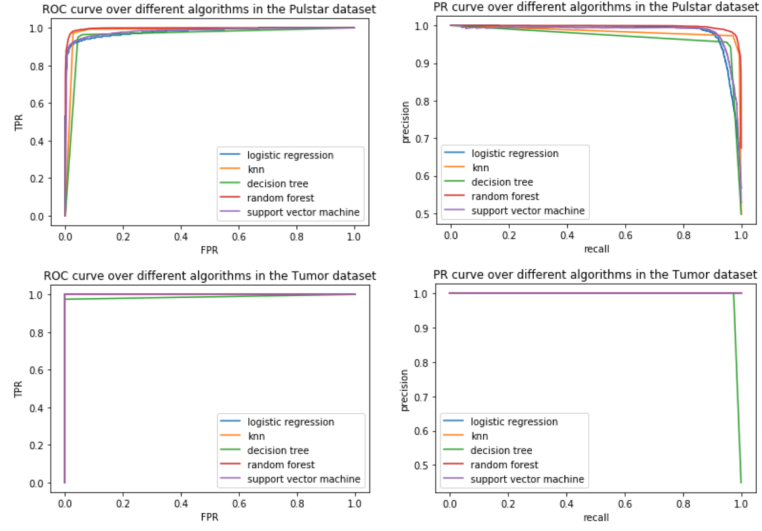 ROC curve over different algorithms in the Pulstar dataset
1.0
0.8
0.6
0.4
0.2
0.0
TPR
logistic regression
knn
decision tree
random forest
support vector machine
0.0 0.2 0.4 0.6 0.8 1.0
FPR
PR curve over different algorithms in the Pulstar dataset
1.0
0.9
0.8
0.7
0.6
0.5
precision
logistic regression
knn
decision tree
random forest
support vector machine
0.0 0.2 0.4 0.6 0.8 1.0
recall
ROC curve over different algorithms in the Tumor dataset
1.0
0.8
0.6
0.4
0.2
0.0
TPR
logistic regression
knn
decision tree
random forest
support vector machine
0.0 0.2 0.4 0.6 0.8 1.0
FPR
PR curve over different algorithms in the Tumor dataset
1.0
0.9
0.8
0.7
0.6
0.5
precision
logistic regression
knn
decision tree
random forest
support vector machine
0.0 0.2 0.4 0.6 0.8 1.0
recall